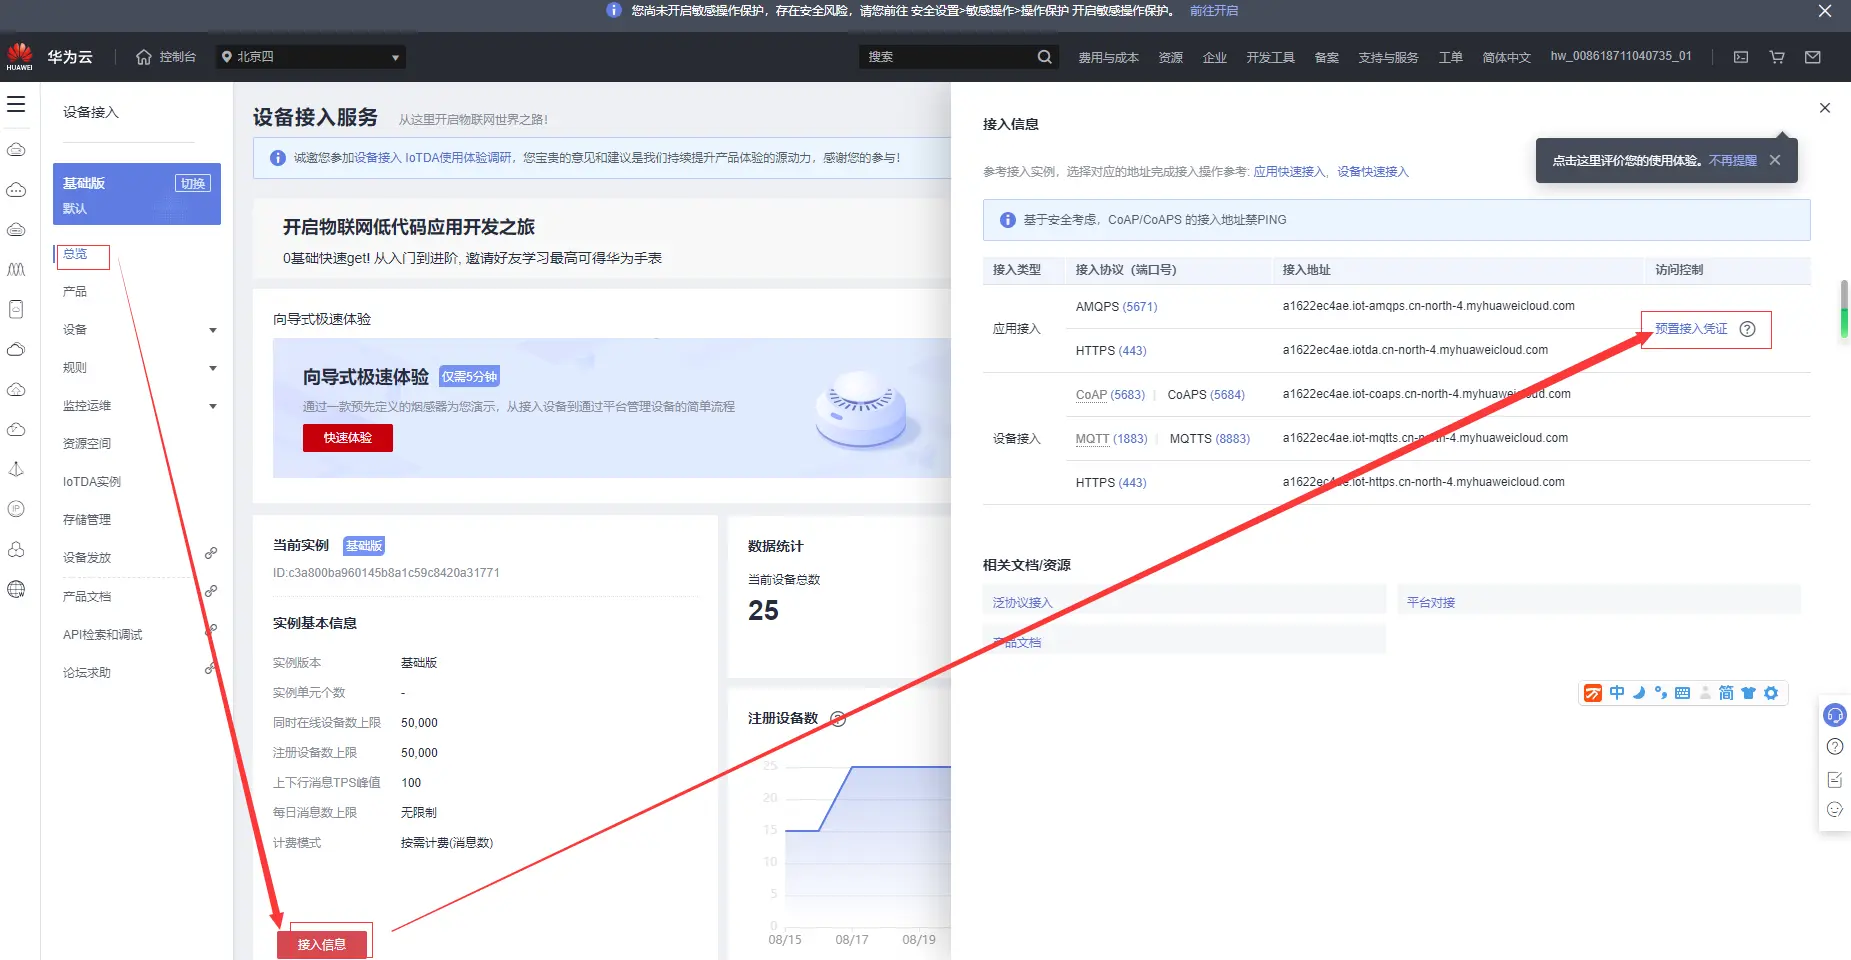 您尚未开启敏感操作保护，存在安全风险，请您前往 安全设置>敏感操作>操作保护 开启敏感操作保护。 前往开启
HUAWEI
华为云
控制台
北京四
搜索
费用与成本
资源
企业
开发工具
备案
支持与服务
工单
简体中文
hw_008618711040735_01
设备接入
基础版
切换
默认
总览
产品
设备
规则
监控运维
资源空间
IoTDA实例
存储管理
设备发放
产品文档
API检索和调试
论坛求助
设备接入服务
从这里开启物联网世界之路!
诚邀您参加设备接入 IoTDA使用体验调研，您宝贵的意见和建议是我们持续提升产品体验的源动力，感谢您的参与!
开启物联网低代码应用开发之旅
0基础快速get! 从入门到进阶, 邀请好友学习最高可得华为手表
向导式极速体验
向导式极速体验
仅需5分钟
通过一款预先定义的烟感器为您演示，从接入设备到通过平台管理设备的简单流程
快速体验
当前实例
基础版
ID:c3a800ba960145b8a1c59c8420a31771
实例基本信息
实例版本 基础版
实例单元个数 -
同时在线设备数上限 50,000
注册设备数上限 50,000
上下行消息TPS峰值 100
每日消息数上限 无限制
计费模式 按需计费(消息数)
接入信息
数据统计
当前设备总数
25
注册设备数
25
20
15
10
5
0
08/15
08/17
08/19
接入信息
点击这里评价您的使用体验。不再提醒
参考接入实例，选择对应的地址完成接入操作参考: 应用快速接入，设备快速接入
基于安全考虑，CoAP/CoAPS 的接入地址禁PING
接入类型 接入协议（端口号） 接入地址 访问控制
应用接入
AMQPS (5671) a1622ec4ae.iot-amqps.cn-north-4.myhuaweicloud.com
预置接入凭证
HTTPS (443) a1622ec4ae.iotda.cn-north-4.myhuaweicloud.com
设备接入
CoAP (5683) | CoAPS (5684) a1622ec4ae.iot-coaps.cn-north-4.myhuaweicloud.com
MQTT (1883) | MQTTS (8883) a1622ec4ae.iot-mqtts.cn-north-4.myhuaweicloud.com
HTTPS (443) a1622ec4ae.iot-https.cn-north-4.myhuaweicloud.com
相关文档/资源
泛协议接入
平台对接
产品文档
中
简